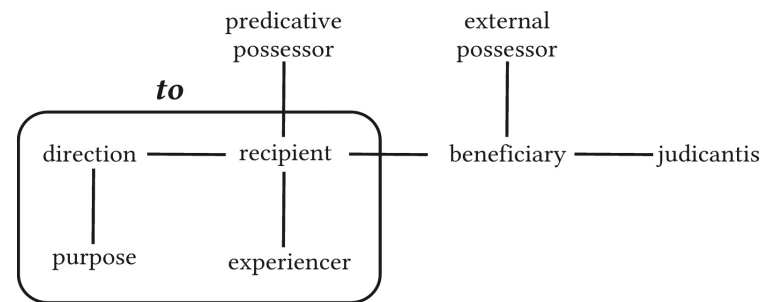 predicative
possessor
external
possessor
to
direction
recipient
beneficiary
judicantis
purpose
experiencer